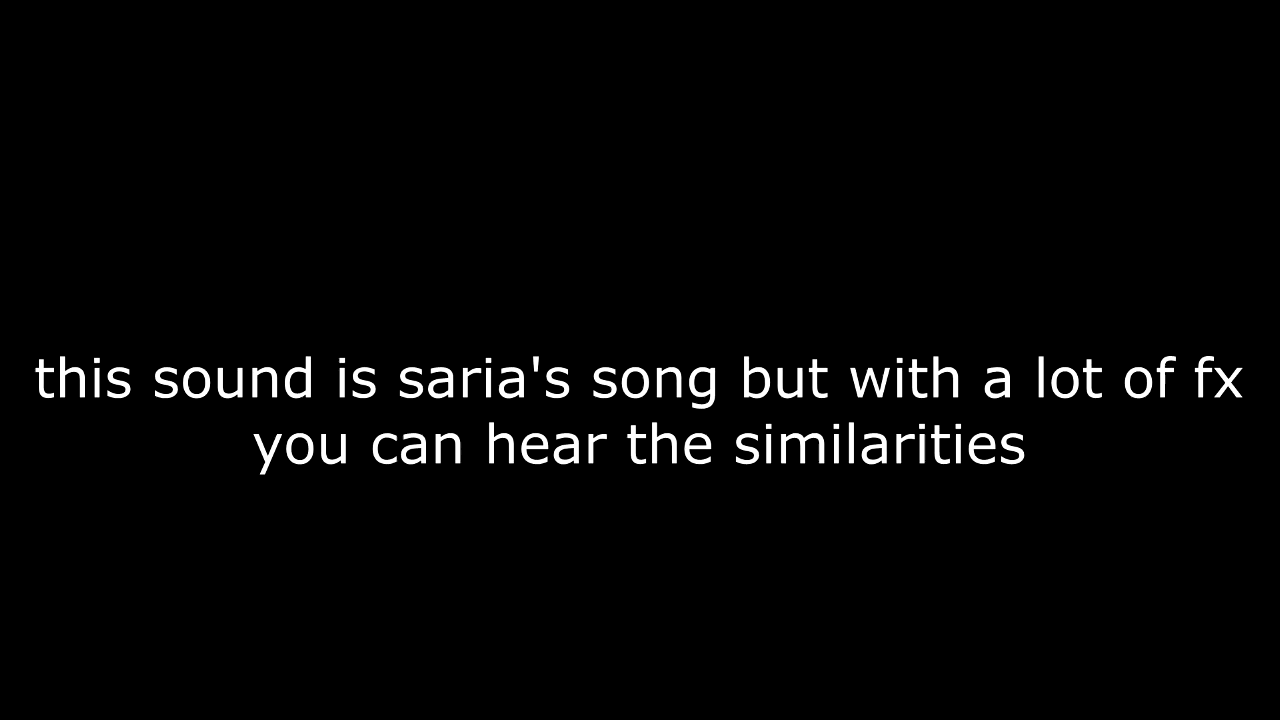 this sound is saria's song but with a lot of fx
you can hear the similarities